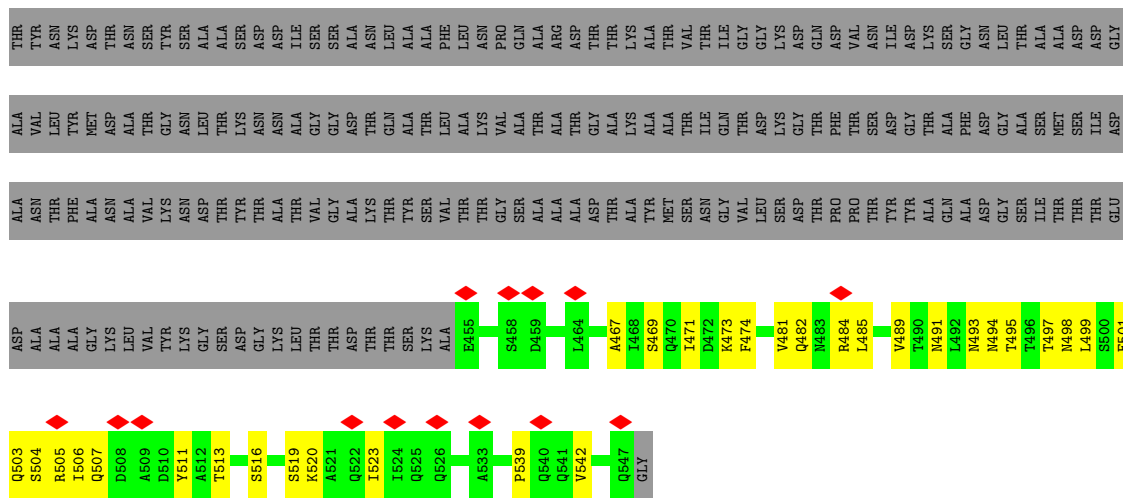 THR TYR ASN LYS ASP THR ASN SER TYR SER ALA ALA SER ASP ASP ILE SER SER ALA ASN LEU ALA ALA PHE LEU ASN PRO GLN ALA ARG ASP THR THR LYS ALA THR VAL THR ILE GLY GLY LYS ASP GLN ASP VAL ASN ILE ASP LYS SER GLY ASN LEU THR ALA ALA ASP ASP GLY
ALA VAL LEU TYR MET ASP ALA THR GLY ASN LEU THR LYS ASN ASN ALA GLY GLY ASP THR GLN ALA THR LEU ALA LYS VAL ALA THR ALA THR GLY ALA LYS ALA ALA THR ILE GLN THR ASP LYS GLY THR PHE THR SER ASP GLY THR ALA PHE ASP GLY ALA SER MET SER ILE ASP
ALA ASN THR PHE ALA ASN ALA VAL LYS ASN ASP THR TYR THR ALA THR VAL GLY ALA LYS THR TYR SER VAL THR THR GLY SER ALA ALA ALA ASP THR ALA TYR MET SER ASN GLY VAL LEU SER ASP THR PRO PRO THR TYR TYR ALA GLN ALA ASP GLY SER ILE THR THR THR GLU
ASP ALA ALA ALA GLY LYS LEU VAL TYR LYS GLY SER ASP GLY LYS LEU THR THR ASP THR THR SER LYS ALA E455 S458 D459 L464 A467 I468 S469 Q470 I471 D472 K473 F474 V481 Q482 N483 R484 L485 V489 T490 N491 L492 N493 N494 T495 T496 T497 N498 L499 S500
Q503 S504 R505 I506 Q507 D508 A509 D510 Y511 A512 T513 S516 S519 K520 A521 Q522 I523 I524 Q525 Q526 A533 P539 Q540 Q541 V542 Q547 GLY